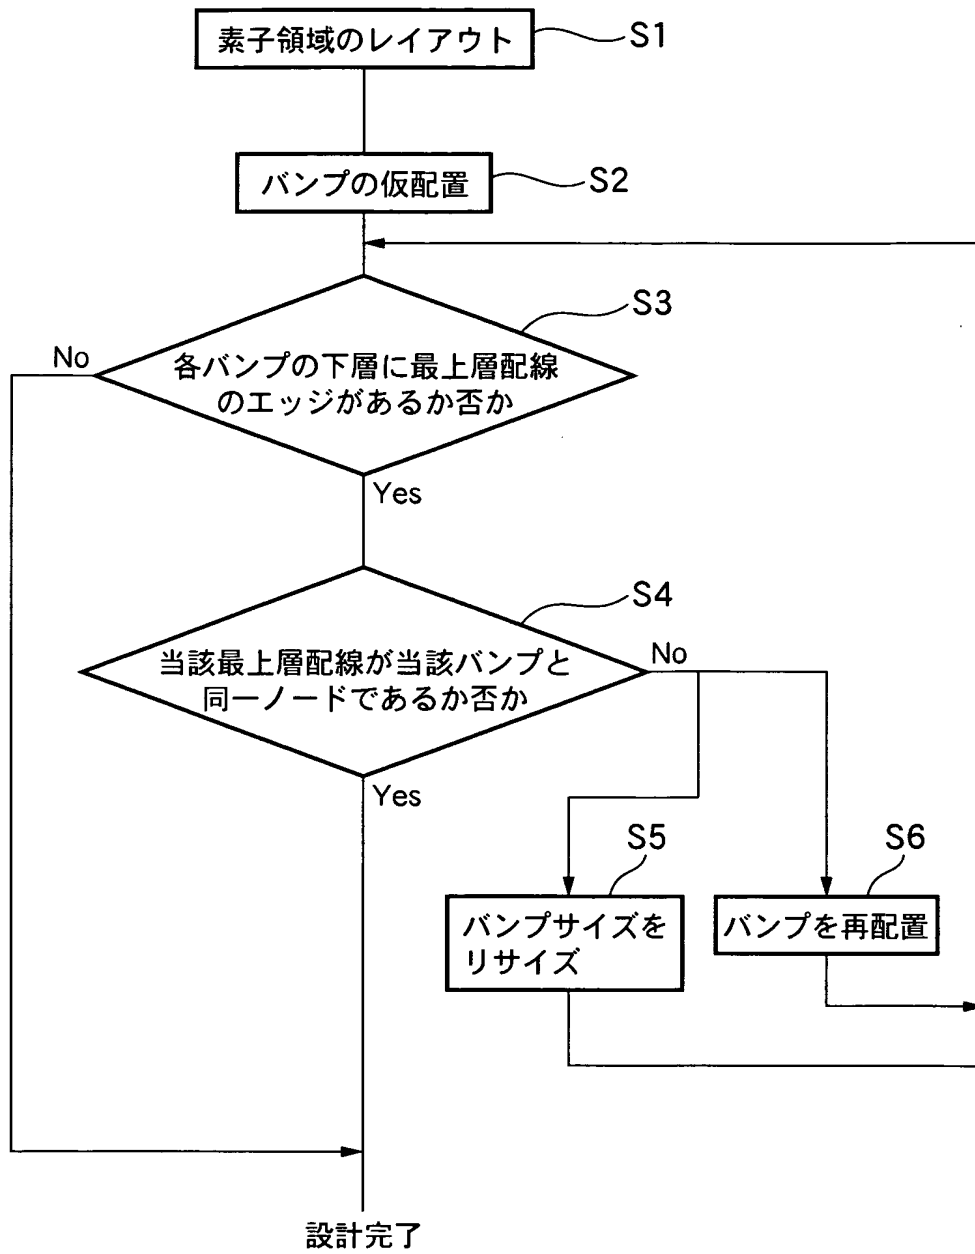 素子領域のレイアウト
S1
バンプの仮配置
S2
S3
No
各バンプの下層に最上層配線
のエッジがあるか否か
Yes
S4
No
当該最上層配線が当該バンプと
同一ノードであるか否か
Yes
S5
S6
バンプサイズを
リサイズ
バンプを再配置
設計完了